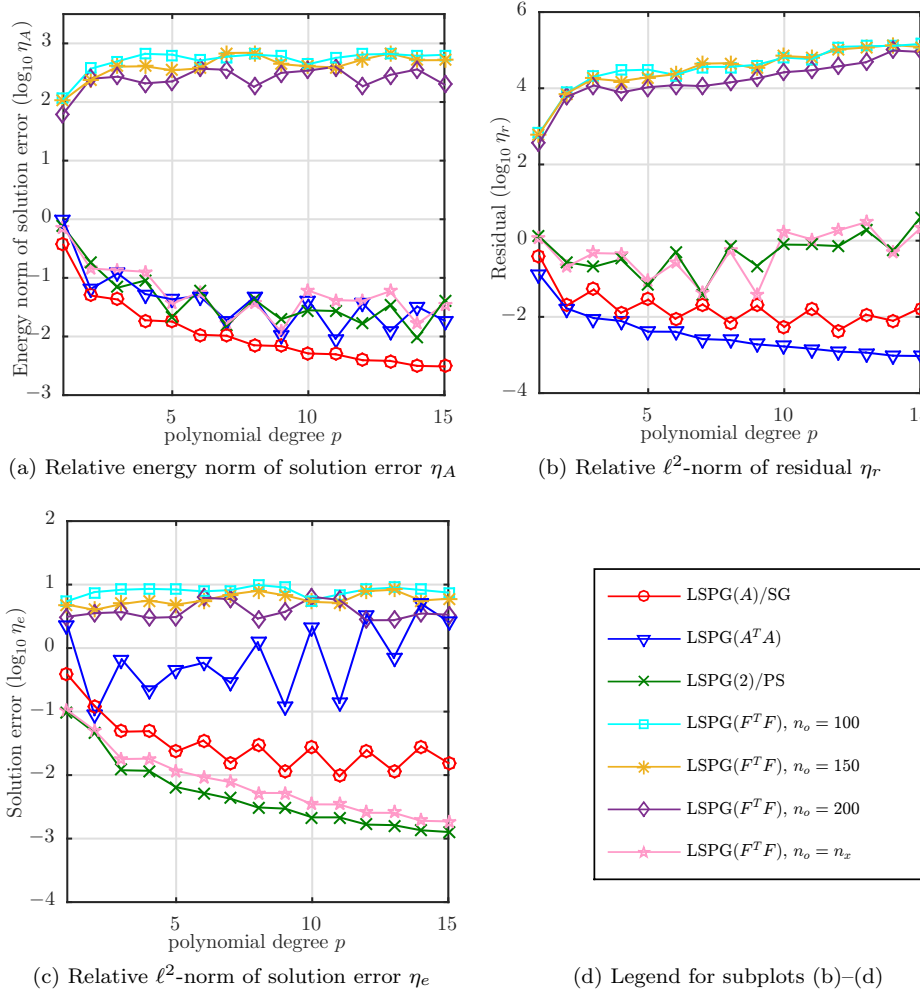 3
2
1
0
−1
−2
−3
5
10
15
Energy norm of solution error (log10 ηA)
polynomial degree p
(a) Relative energy norm of solution error ηA
6
4
2
0
−2
−4
5
10
15
Residual (log10 ηr)
polynomial degree p
(b) Relative ℓ²-norm of residual ηr
2
1
0
−1
−2
−3
−4
5
10
15
Solution error (log10 ηe)
polynomial degree p
(c) Relative ℓ²-norm of solution error ηe
LSPG(A)/SG
LSPG(AᵀA)
LSPG(2)/PS
LSPG(FᵀF), nₒ = 100
LSPG(FᵀF), nₒ = 150
LSPG(FᵀF), nₒ = 200
LSPG(FᵀF), nₒ = nₓ
(d) Legend for subplots (b)–(d)